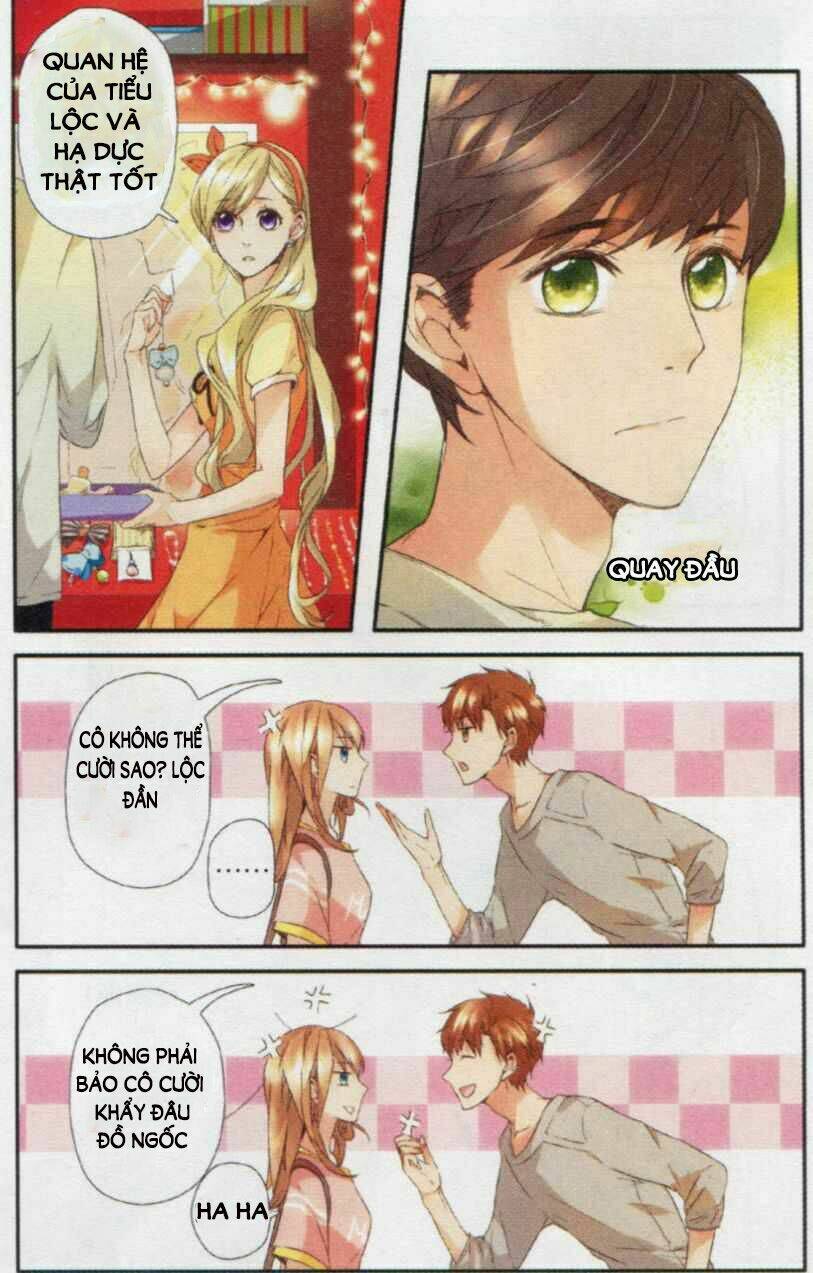 QUAN HỆ
CỦA TIỂU
LỘC VÀ
HẠ DỰC
THẬT TỐT
QUAY ĐẦU
CÔ KHÔNG THỂ
CƯỜI SAO? LỘC
ĐẦN
......
KHÔNG PHẢI
BẢO CÔ CƯỜI
KHẨY ĐÂU
ĐỒ NGỐC
HA HA